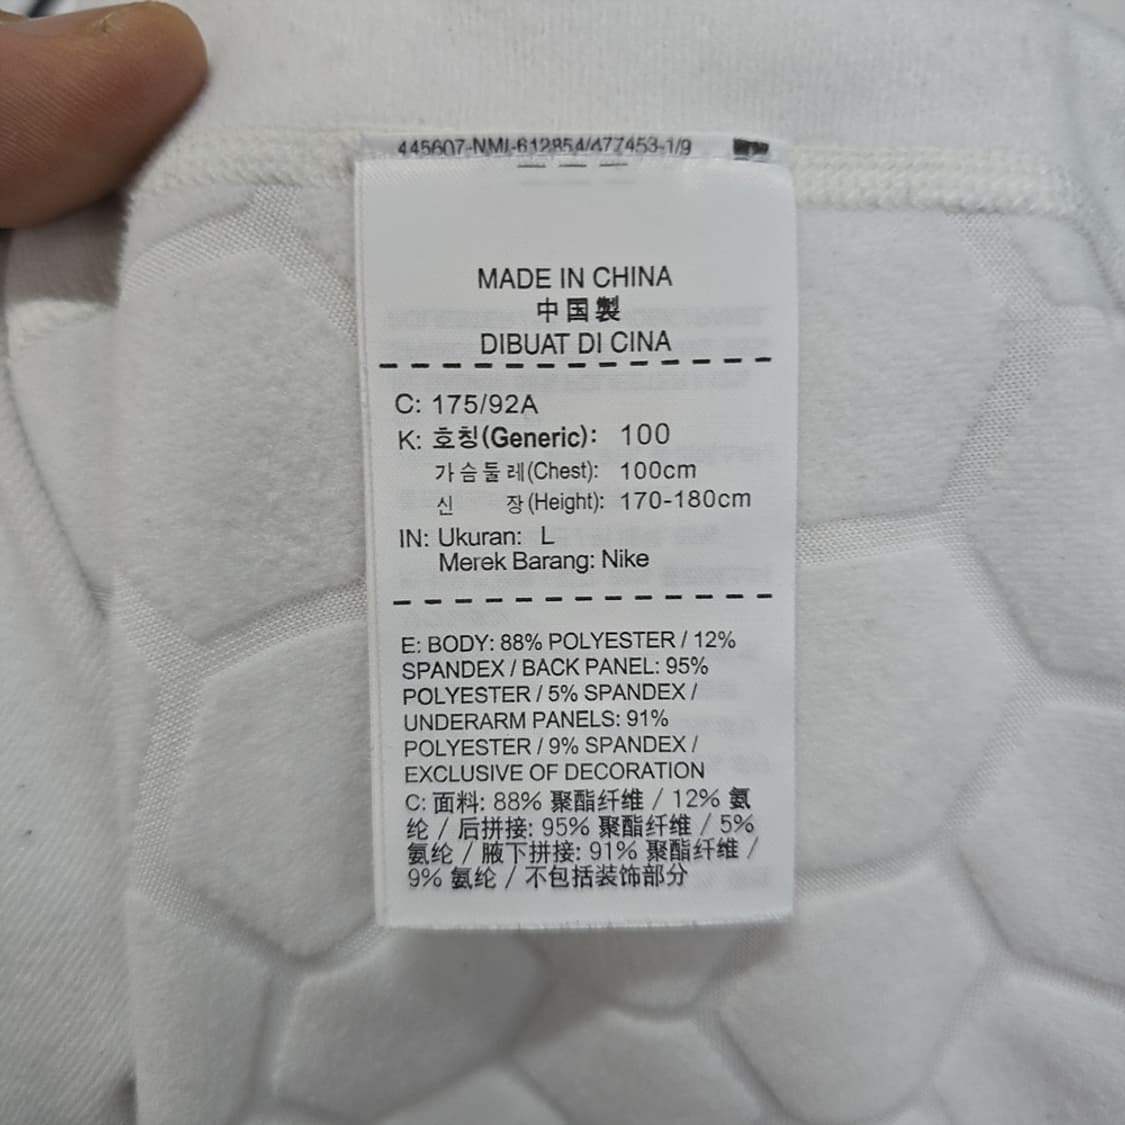 445607-NMI-612854/477453-1/9
MADE IN CHINA
中国製
DIBUAT DI CINA
C: 175/92A
K: 호칭(Generic): 100
가슴둘레(Chest): 100cm
신 장(Height): 170-180cm
IN: Ukuran: L
Merek Barang: Nike
E: BODY: 88% POLYESTER / 12%
SPANDEX / BACK PANEL: 95%
POLYESTER / 5% SPANDEX /
UNDERARM PANELS: 91%
POLYESTER / 9% SPANDEX /
EXCLUSIVE OF DECORATION
C: 面料: 88% 聚酯纤维 / 12% 氨
纶 / 后拼接: 95% 聚酯纤维 / 5%
氨纶 / 腋下拼接: 91% 聚酯纤维 /
9% 氨纶 / 不包括装饰部分